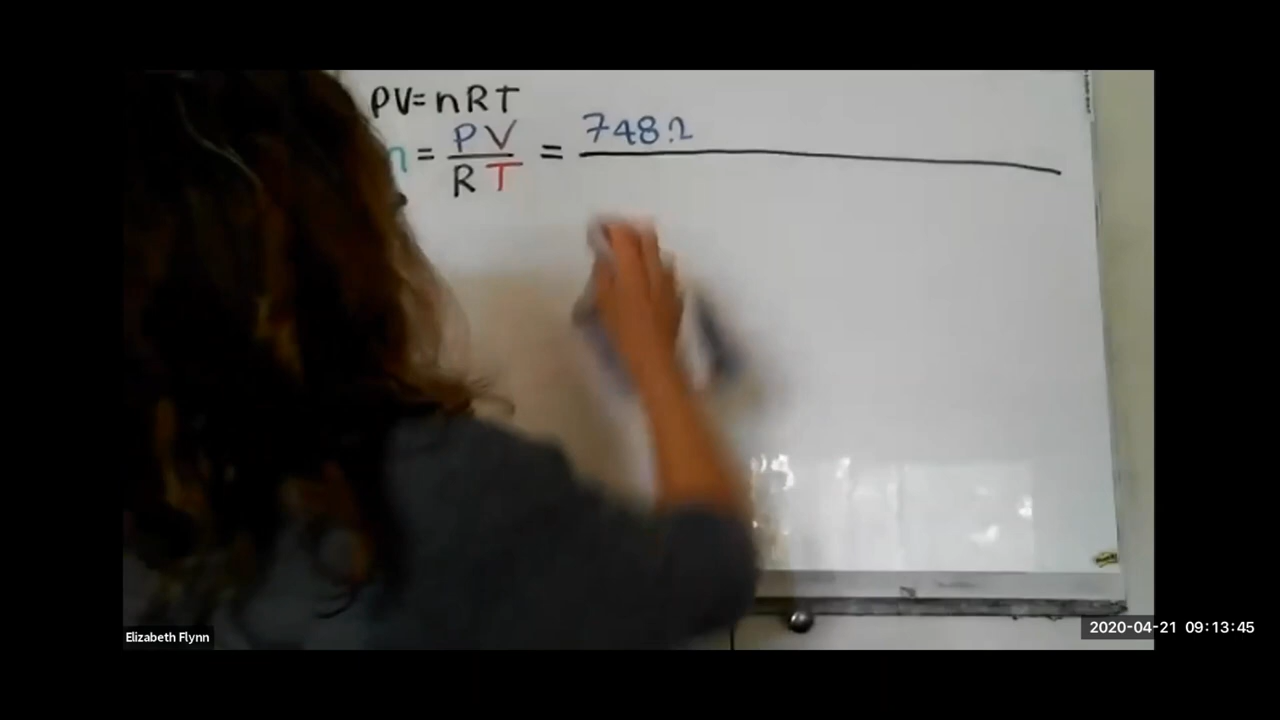 PV=nRT
n = PV / RT = 748.2
Elizabeth Flynn
2020-04-21 09:13:45